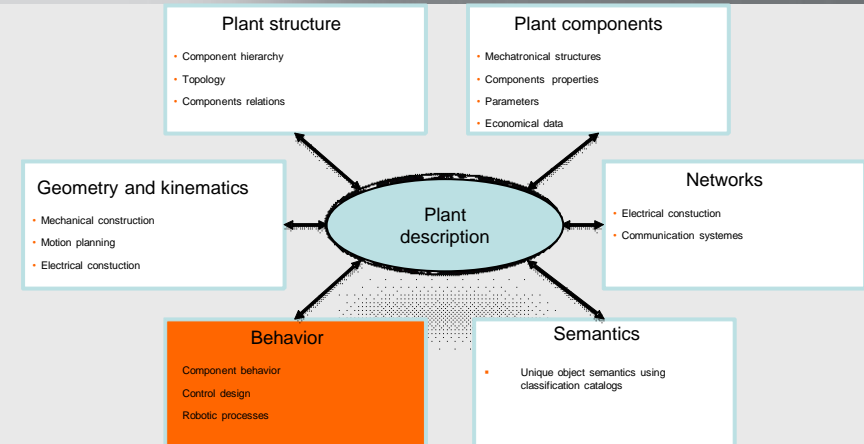 Plant structure
• Component hierarchy
• Topology
• Components relations
Plant components
• Mechatronical structures
• Components properties
• Parameters
• Economical data
Geometry and kinematics
• Mechanical construction
• Motion planning
• Electrical constuction
Plant
description
Networks
• Electrical constuction
• Communication systemes
Behavior
Component behavior
Control design
Robotic processes
Semantics
• Unique object semantics using
classification catalogs